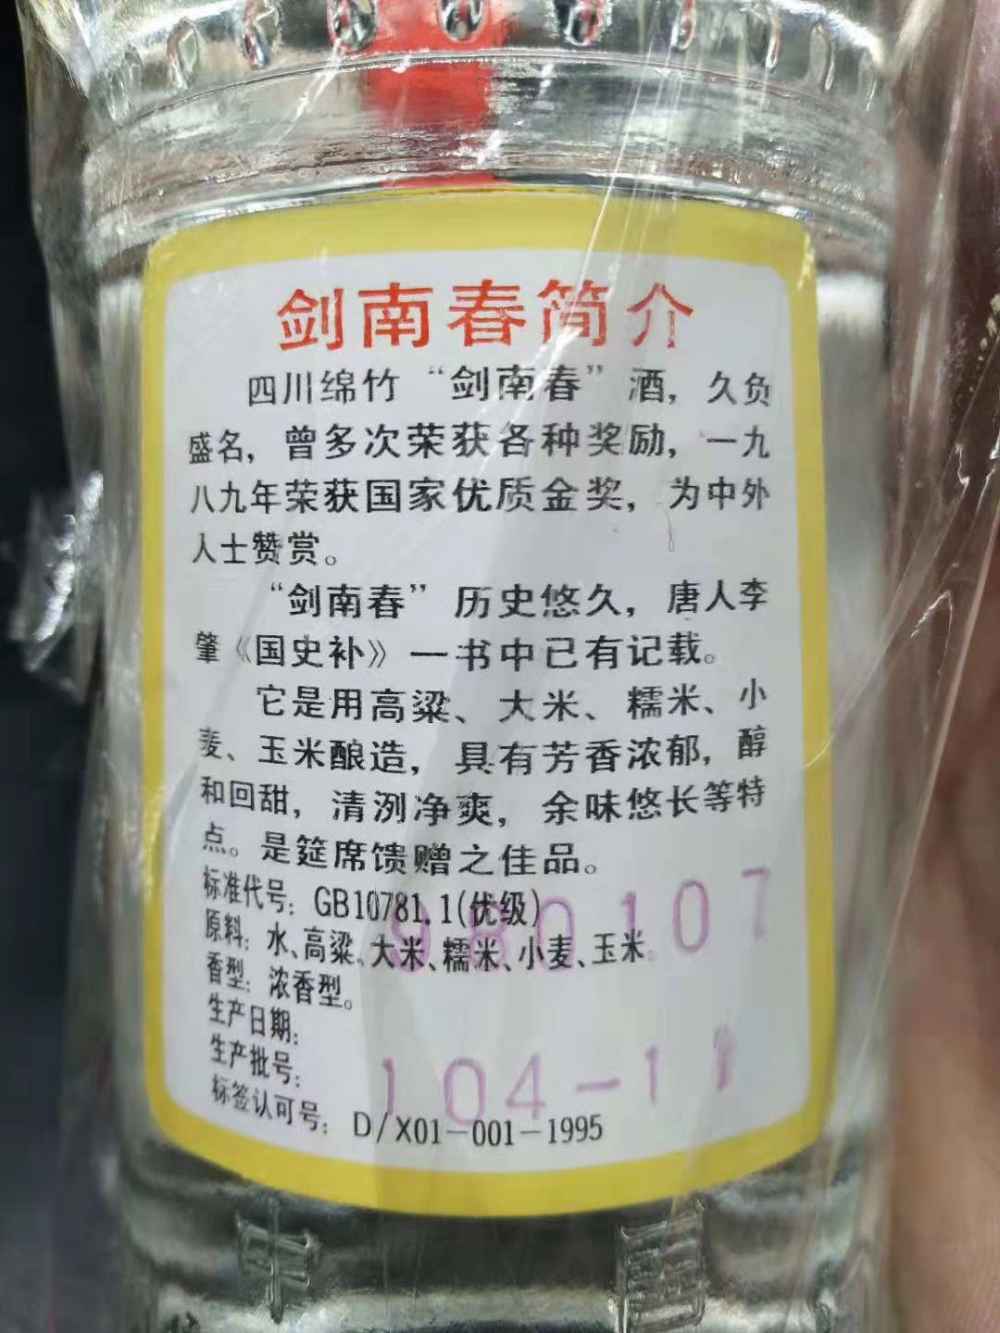 剑南春简介
四川绵竹“剑南春”酒，久负
盛名，曾多次荣获各种奖励，一九
八九年荣获国家优质金奖，为中外
人士赞赏。
“剑南春”历史悠久，唐人李
肇《国史补》一书中已有记载。
它是用高粱、大米、糯米、小
麦、玉米酿造，具有芳香浓郁，醇
和回甜，清洌净爽，余味悠长等特
点。是筵席馈赠之佳品。
标准代号：GB10781.1(优级)
原料：水、高粱、大米、糯米、小麦、玉米。
980107
香型：浓香型。
生产日期：
生产批号：
104-1
标签认可号：D/X01-001-1995
中